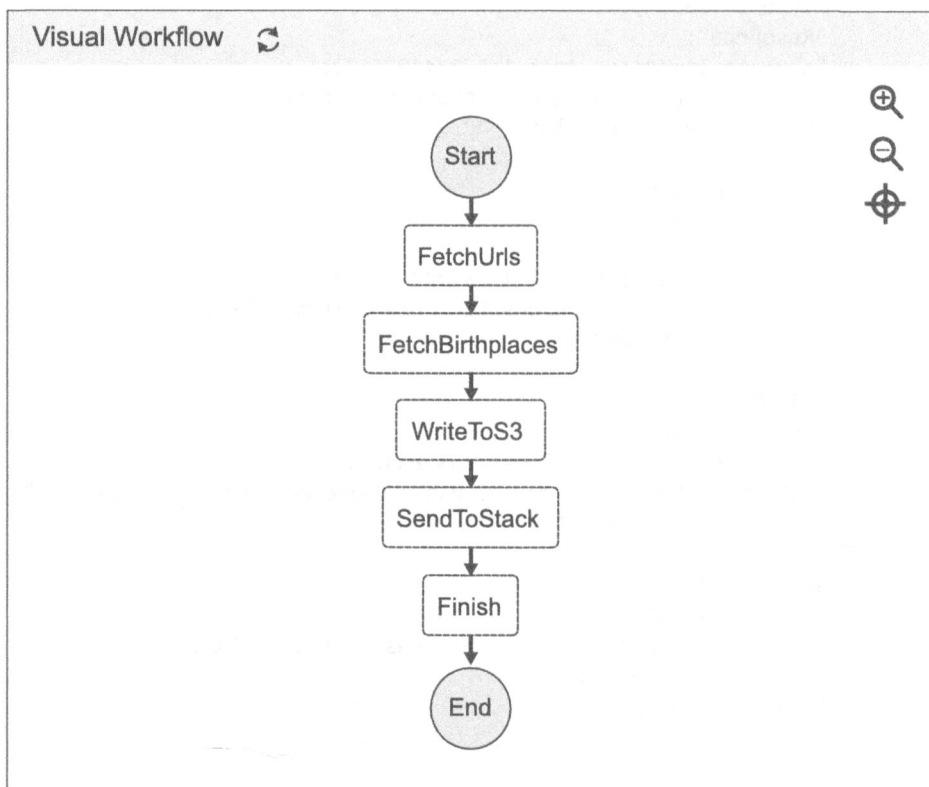 Visual Workflow
Start
FetchUrls
FetchBirthplaces
WriteToS3
SendToStack
Finish
End